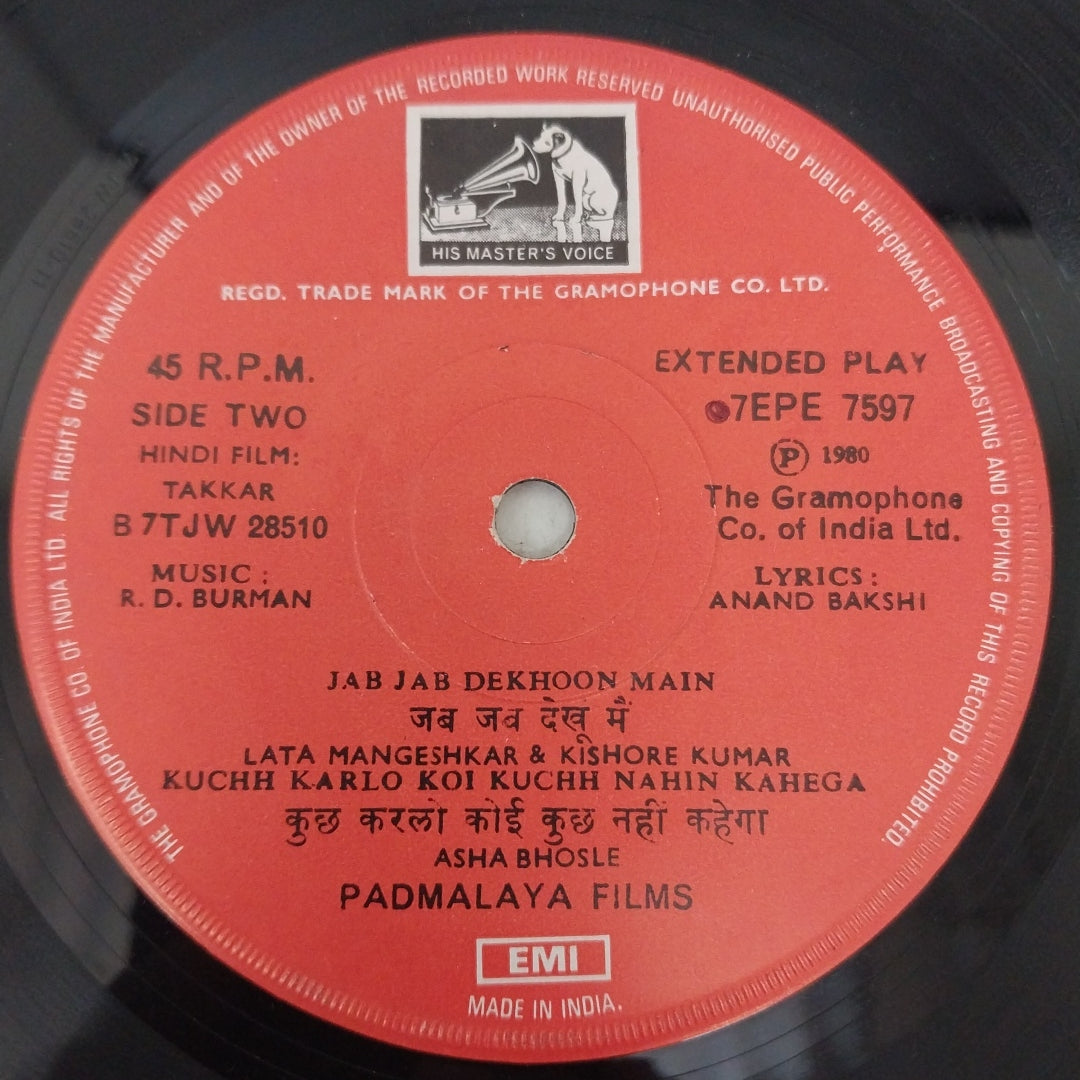 THE GRAMOPHONE CO. OF INDIA LTD. ALL RIGHTS OF THE MANUFACTURER AND OF THE OWNER OF THE RECORDED WORK RESERVED UNAUTHORISED PUBLIC PERFORMANCE BROADCASTING AND COPYING OF THIS RECORD PROHIBITED.
HIS MASTER'S VOICE
REGD. TRADE MARK OF THE GRAMOPHONE CO. LTD.
45 R.P.M.
SIDE TWO
HINDI FILM:
TAKKAR
B 7TJW 28510
MUSIC :
R. D. BURMAN
EXTENDED PLAY
7EPE 7597
Ⓟ 1980
The Gramophone
Co. of India Ltd.
LYRICS :
ANAND BAKSHI
JAB JAB DEKHOON MAIN
जब जब देखू मैं
LATA MANGESHKAR & KISHORE KUMAR
KUCHH KARLO KOI KUCHH NAHIN KAHEGA
कुछ करलो कोई कुछ नहीं कहेगा
ASHA BHOSLE
PADMALAYA FILMS
EMI
MADE IN INDIA.